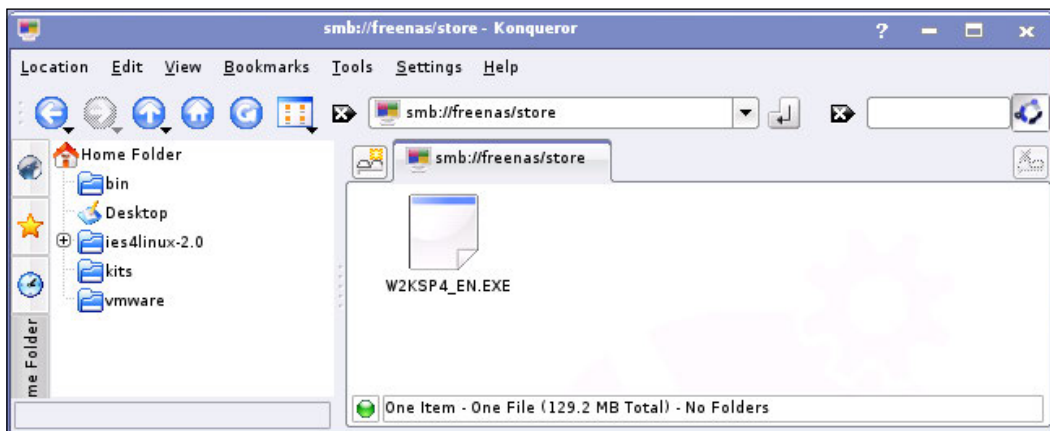 smb://freenas/store - Konqueror
Location Edit View Bookmarks Tools Settings Help
smb://freenas/store
Home Folder
bin
Desktop
ies4linux-2.0
kits
vmware
me Folder
smb://freenas/store
W2KSP4_EN.EXE
One Item - One File (129.2 MB Total) - No Folders